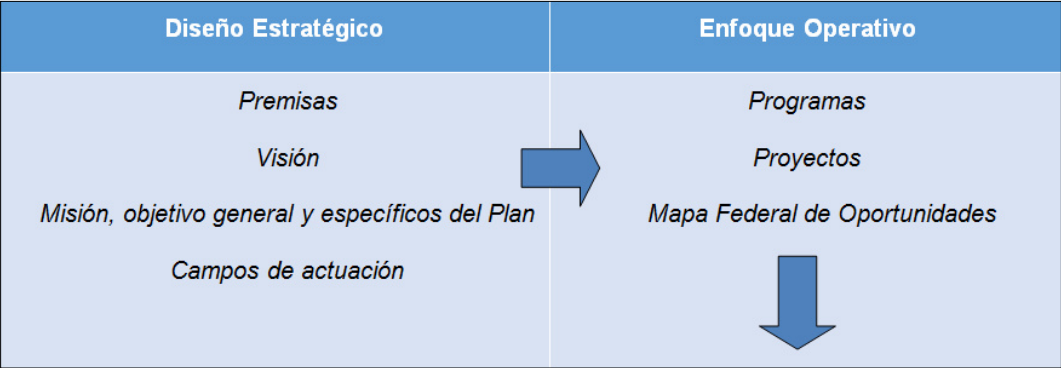 Diseño Estratégico
Enfoque Operativo
Premisas
Visión
Misión, objetivo general y específicos del Plan
Campos de actuación
Programas
Proyectos
Mapa Federal de Oportunidades